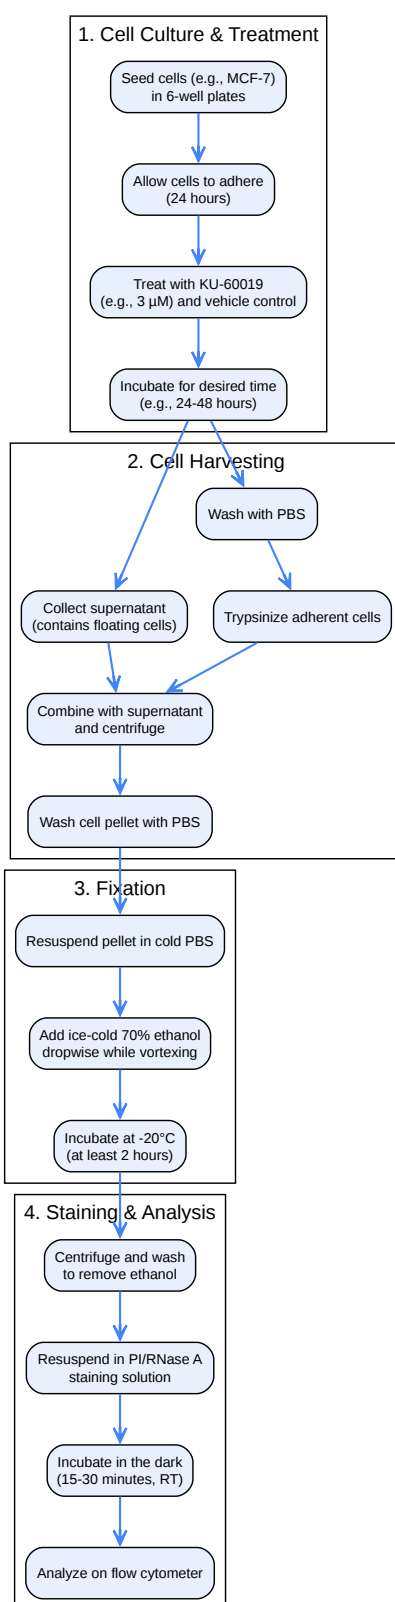 1. Cell Culture & Treatment
Seed cells (e.g., MCF-7)
in 6-well plates
Allow cells to adhere
(24 hours)
Treat with KU-60019
(e.g., 3 µM) and vehicle control
Incubate for desired time
(e.g., 24-48 hours)
2. Cell Harvesting
Wash with PBS
Collect supernatant
(contains floating cells)
Trypsinize adherent cells
Combine with supernatant
and centrifuge
Wash cell pellet with PBS
3. Fixation
Resuspend pellet in cold PBS
Add ice-cold 70% ethanol
dropwise while vortexing
Incubate at -20°C
(at least 2 hours)
4. Staining & Analysis
Centrifuge and wash
to remove ethanol
Resuspend in PI/RNase A
staining solution
Incubate in the dark
(15-30 minutes, RT)
Analyze on flow cytometer